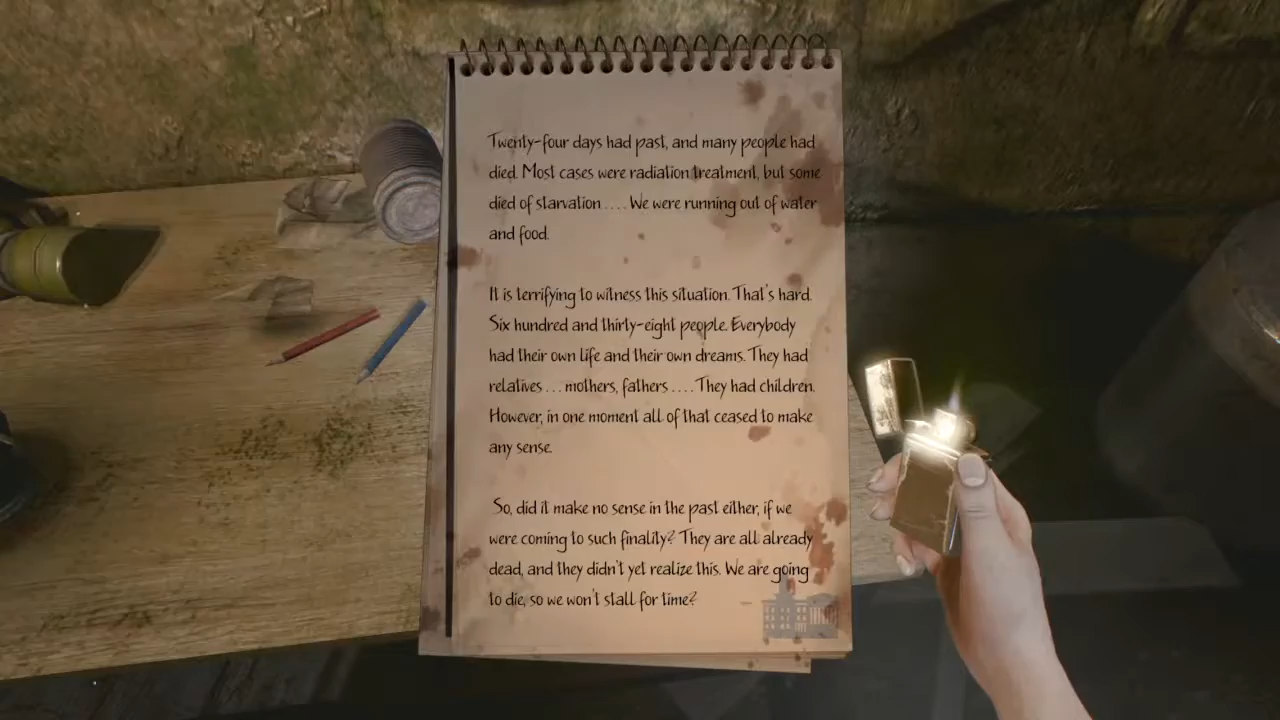 Twenty-four days had past, and many people had
died. Most cases were radiation treatment, but some
died of starvation .... We were running out of water
and food.
It is terrifying to witness this situation. That's hard.
Six hundred and thirty-eight people. Everybody
had their own life and their own dreams. They had
relatives ... mothers, fathers .... They had children.
However, in one moment all of that ceased to make
any sense.
So, did it make no sense in the past either, if we
were coming to such finality? They are all already
dead, and they didn't yet realize this. We are going
to die, so we won't stall for time?